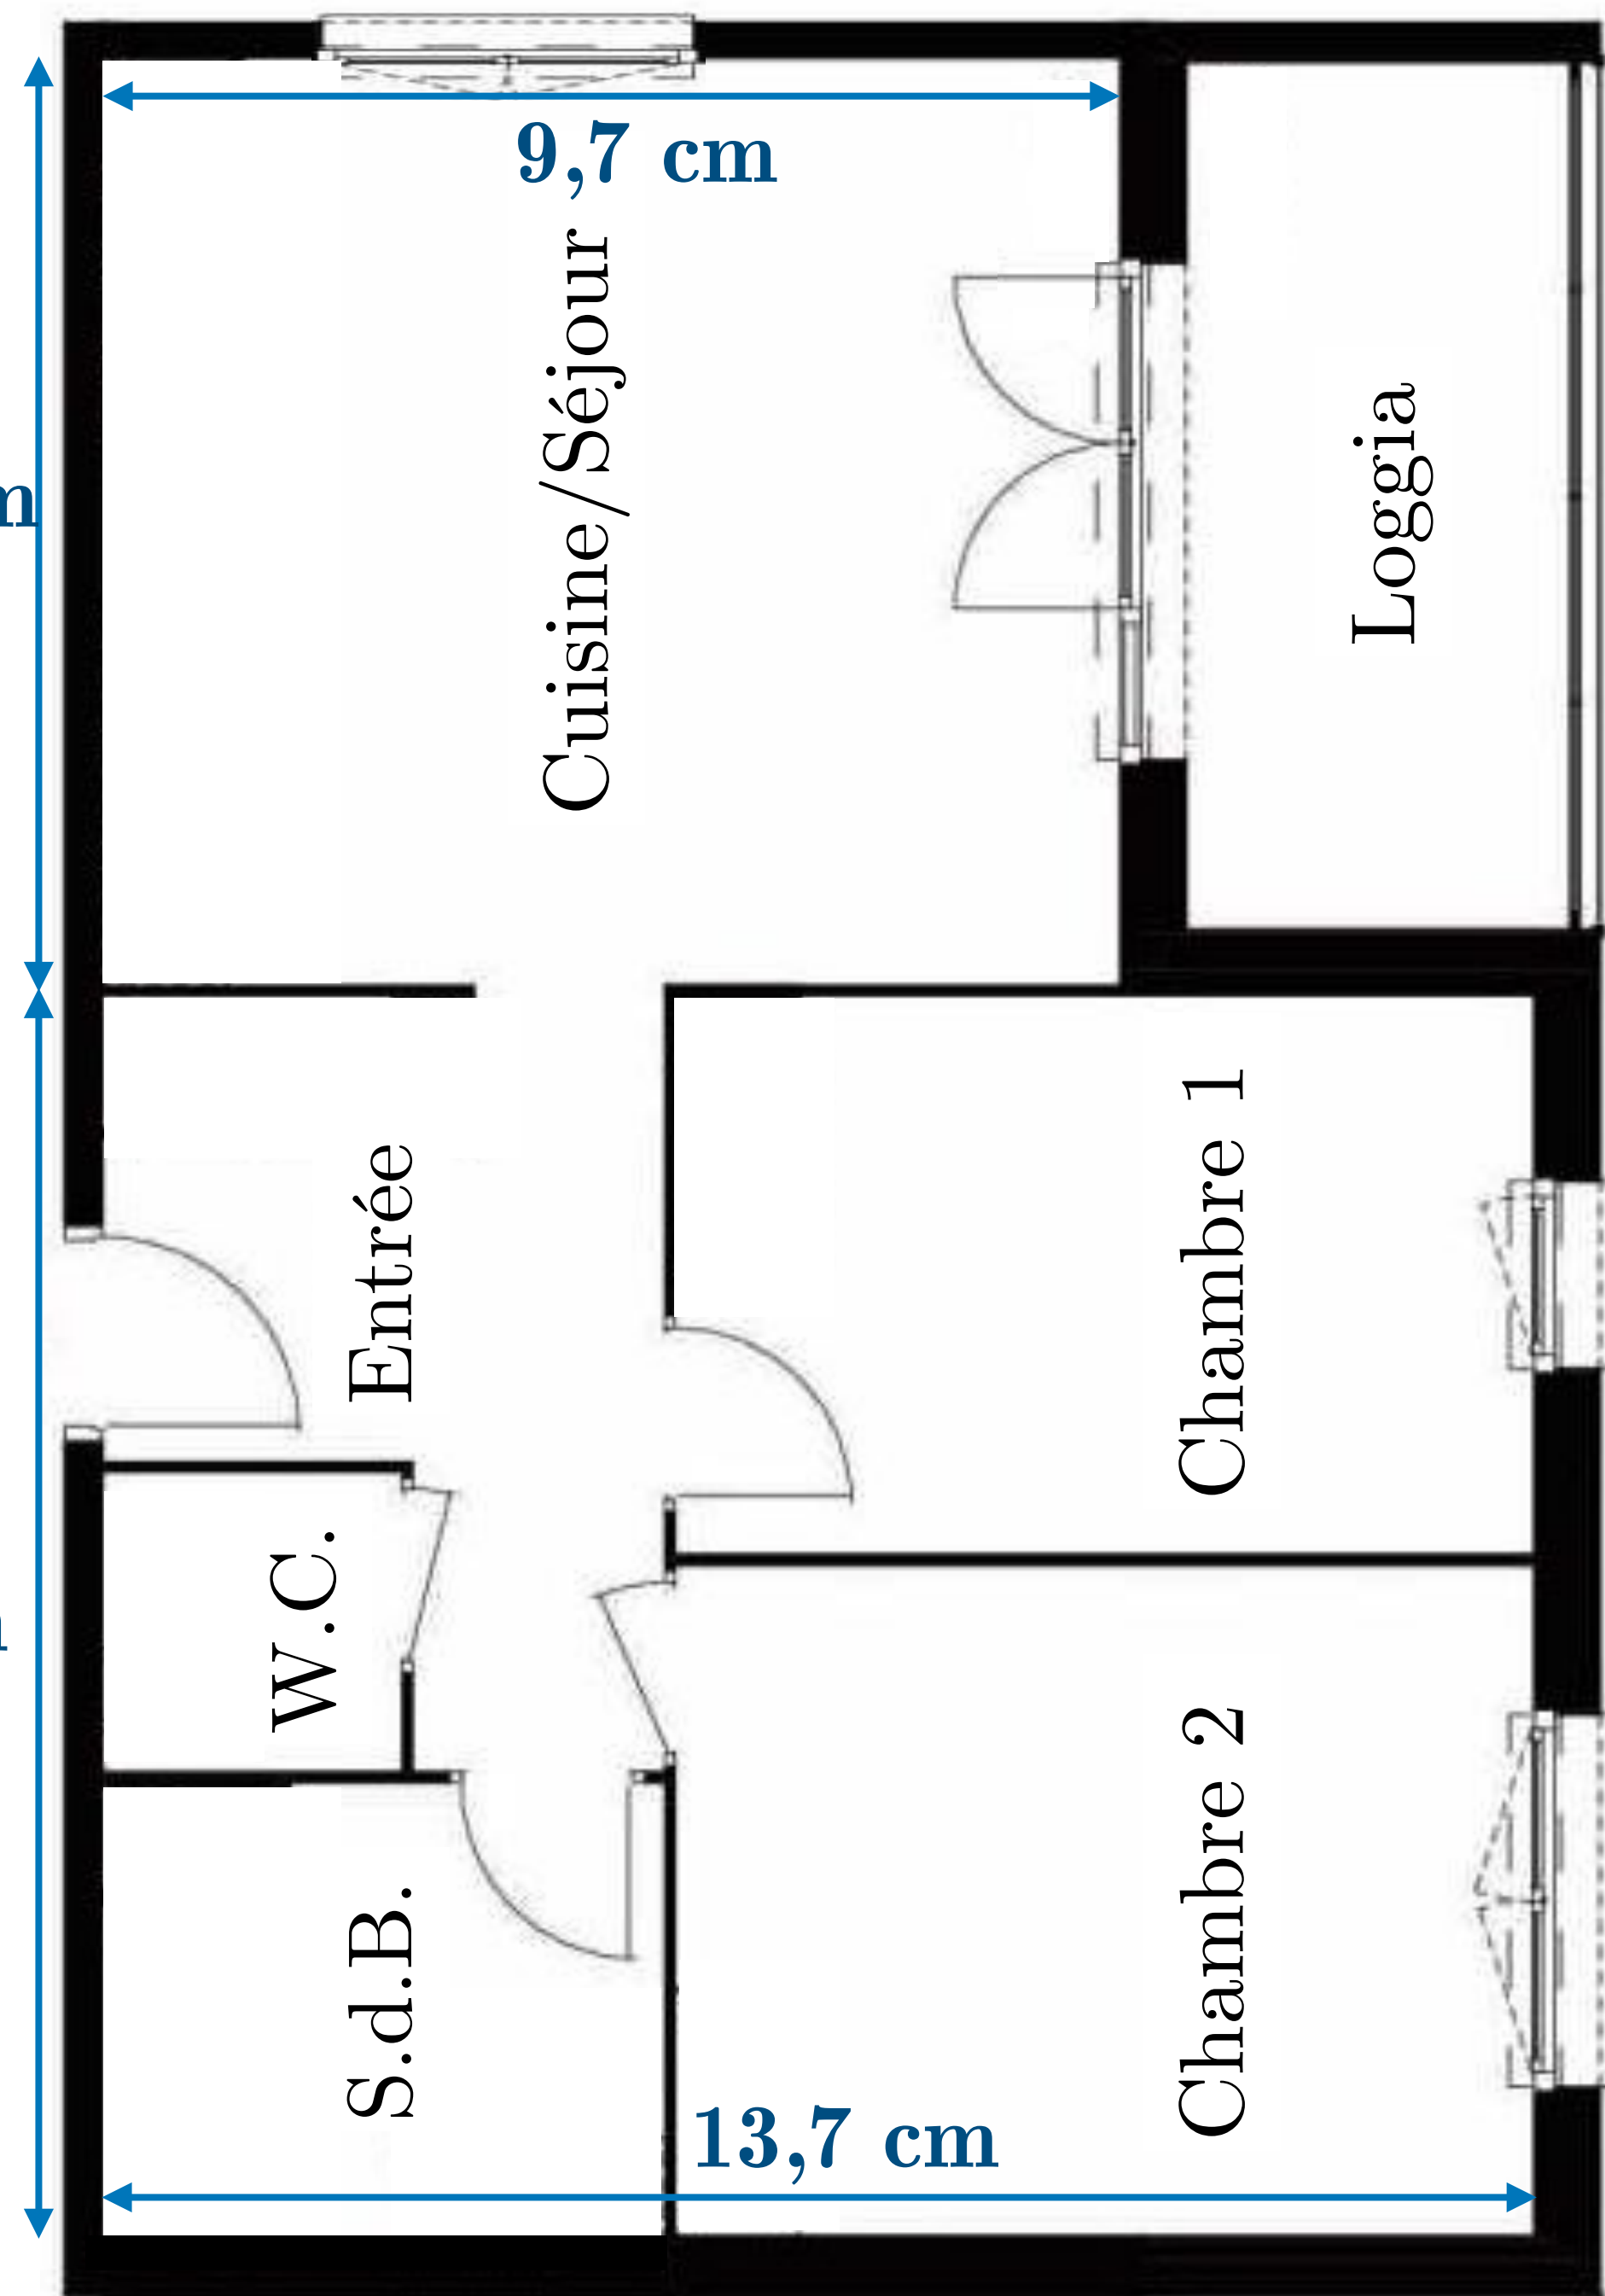 9,7 cm
Cuisine/Séjour
Loggia
Entrée
Chambre 1
W.C.
Chambre 2
S.d.B.
13,7 cm